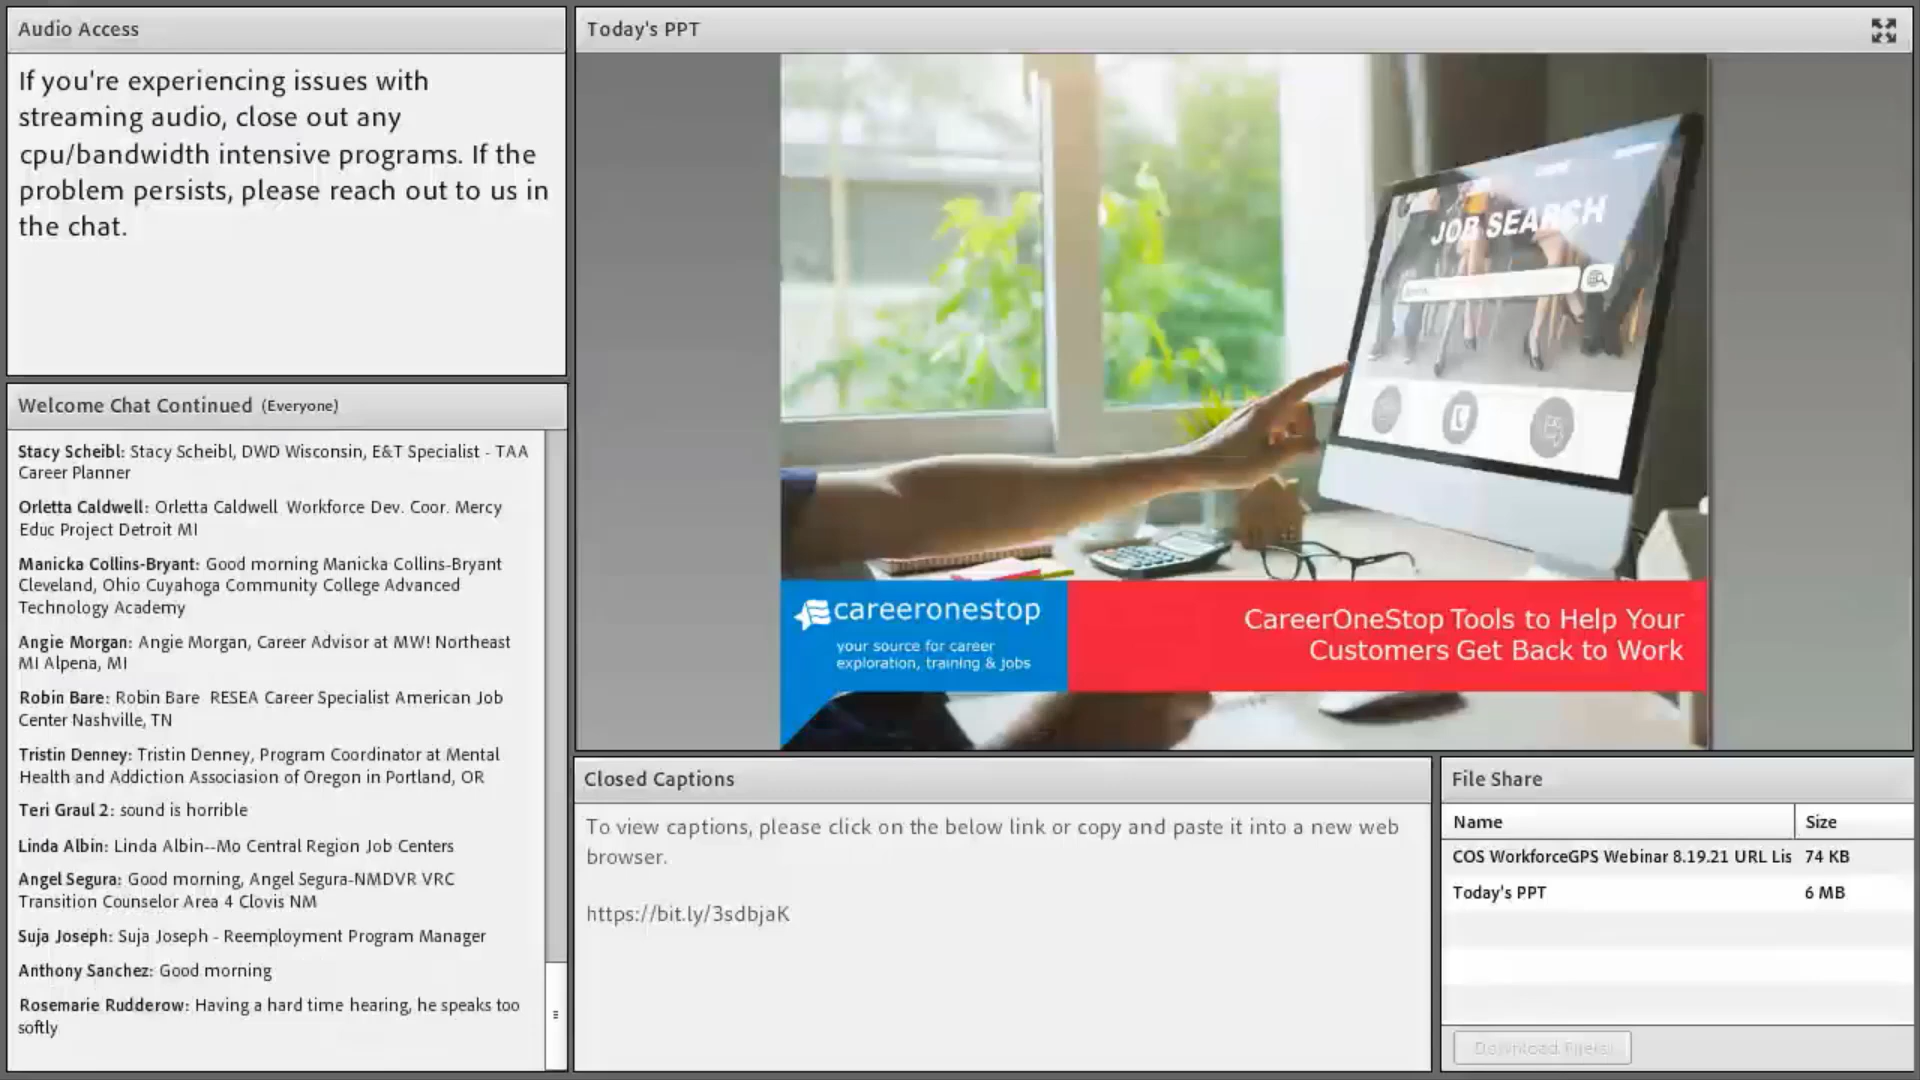 Audio Access
If you're experiencing issues with
streaming audio, close out any
cpu/bandwidth intensive programs. If the
problem persists, please reach out to us in
the chat.
Welcome Chat Continued (Everyone)
Stacy Scheibl: Stacy Scheibl, DWD Wisconsin, E&T Specialist - TAA
Career Planner
Orletta Caldwell: Orletta Caldwell Workforce Dev. Coor. Mercy
Educ Project Detroit MI
Manicka Collins-Bryant: Good morning Manicka Collins-Bryant
Cleveland, Ohio Cuyahoga Community College Advanced
Technology Academy
Angie Morgan: Angie Morgan, Career Advisor at MW! Northeast
MI Alpena, MI
Robin Bare: Robin Bare RESEA Career Specialist American Job
Center Nashville, TN
Tristin Denney: Tristin Denney, Program Coordinator at Mental
Health and Addiction Associasion of Oregon in Portland, OR
Teri Graul 2: sound is horrible
Linda Albin: Linda Albin--Mo Central Region Job Centers
Angel Segura: Good morning, Angel Segura-NMDVR VRC
Transition Counselor Area 4 Clovis NM
Suja Joseph: Suja Joseph - Reemployment Program Manager
Anthony Sanchez: Good morning
Rosemarie Rudderow: Having a hard time hearing, he speaks too
softly
Today's PPT
JOB SEARCH
careeronestop
your source for career
exploration, training & jobs
CareerOneStop Tools to Help Your
Customers Get Back to Work
Closed Captions
To view captions, please click on the below link or copy and paste it into a new web
browser.
https://bit.ly/3sdbjaK
File Share
Name Size
COS WorkforceGPS Webinar 8.19.21 URL Lis 74 KB
Today's PPT 6 MB
Download File(s)